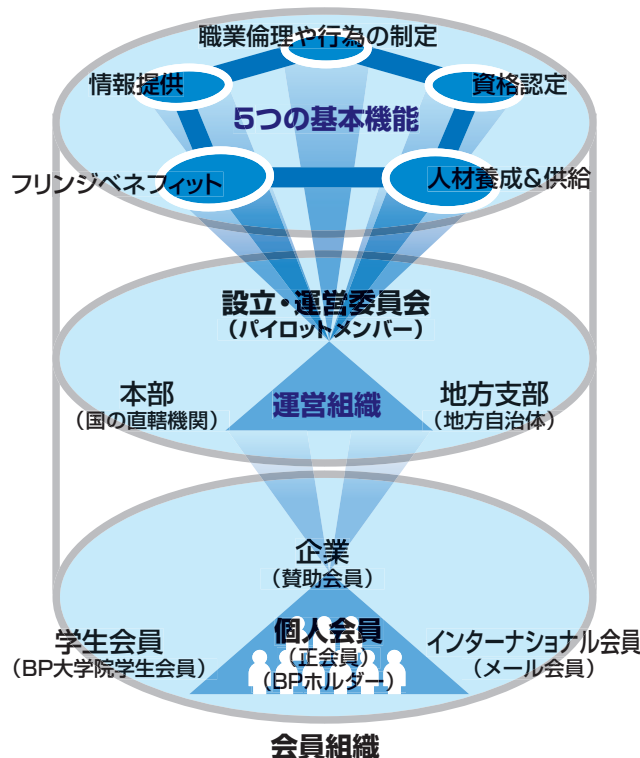 職業倫理や行為の制定
情報提供
資格認定
5つの基本機能
フリンジベネフィット
人材養成&供給
設立・運営委員会
（パイロットメンバー）
本部
（国の直轄機関）
運営組織
地方支部
（地方自治体）
企業
（賛助会員）
学生会員
（BP大学院学生会員）
個人会員
（正会員）
（BPホルダー）
インターナショナル会員
（メール会員）
会員組織